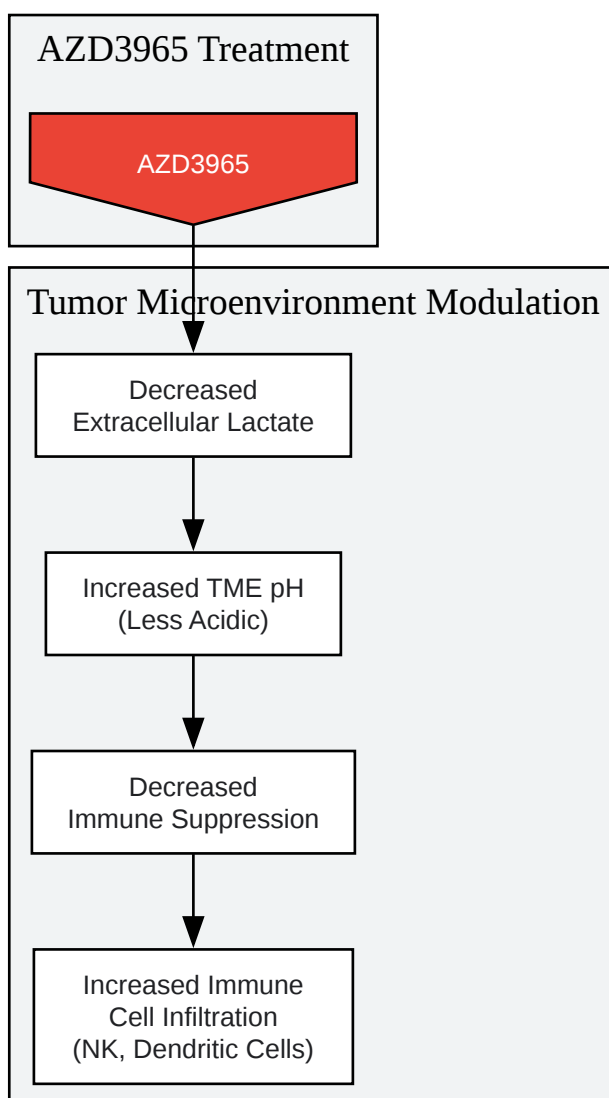 AZD3965 Treatment
AZD3965
Tumor Microenvironment Modulation
Decreased
Extracellular Lactate
Increased TME pH
(Less Acidic)
Decreased
Immune Suppression
Increased Immune
Cell Infiltration
(NK, Dendritic Cells)